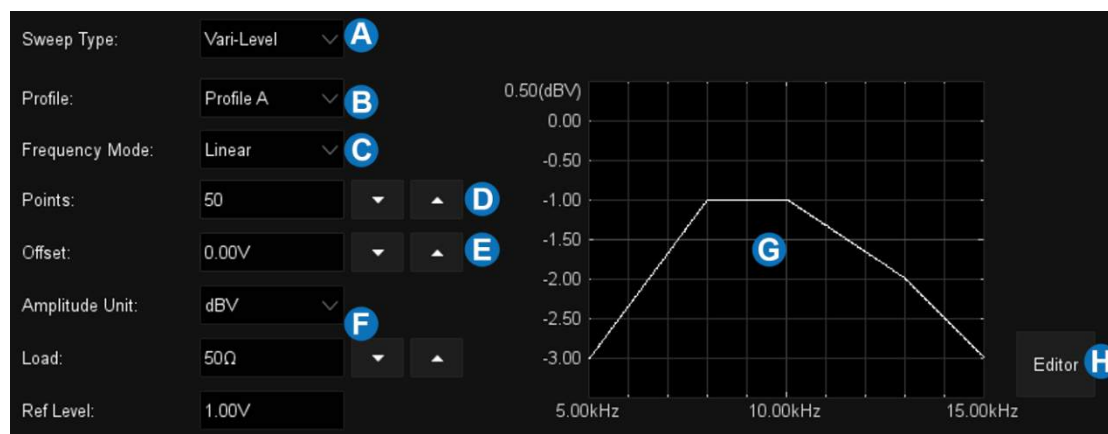 Sweep Type: Vari-Level A
Profile: Profile A B
Frequency Mode: Linear C
Points: 50 D
Offset: 0.00V E
Amplitude Unit: dBV F
Load: 50Ω
Ref Level: 1.00V
0.50(dBV)
0.00
-0.50
-1.00
-1.50
-2.00
-2.50
-3.00
G
5.00kHz 10.00kHz 15.00kHz
Editor H